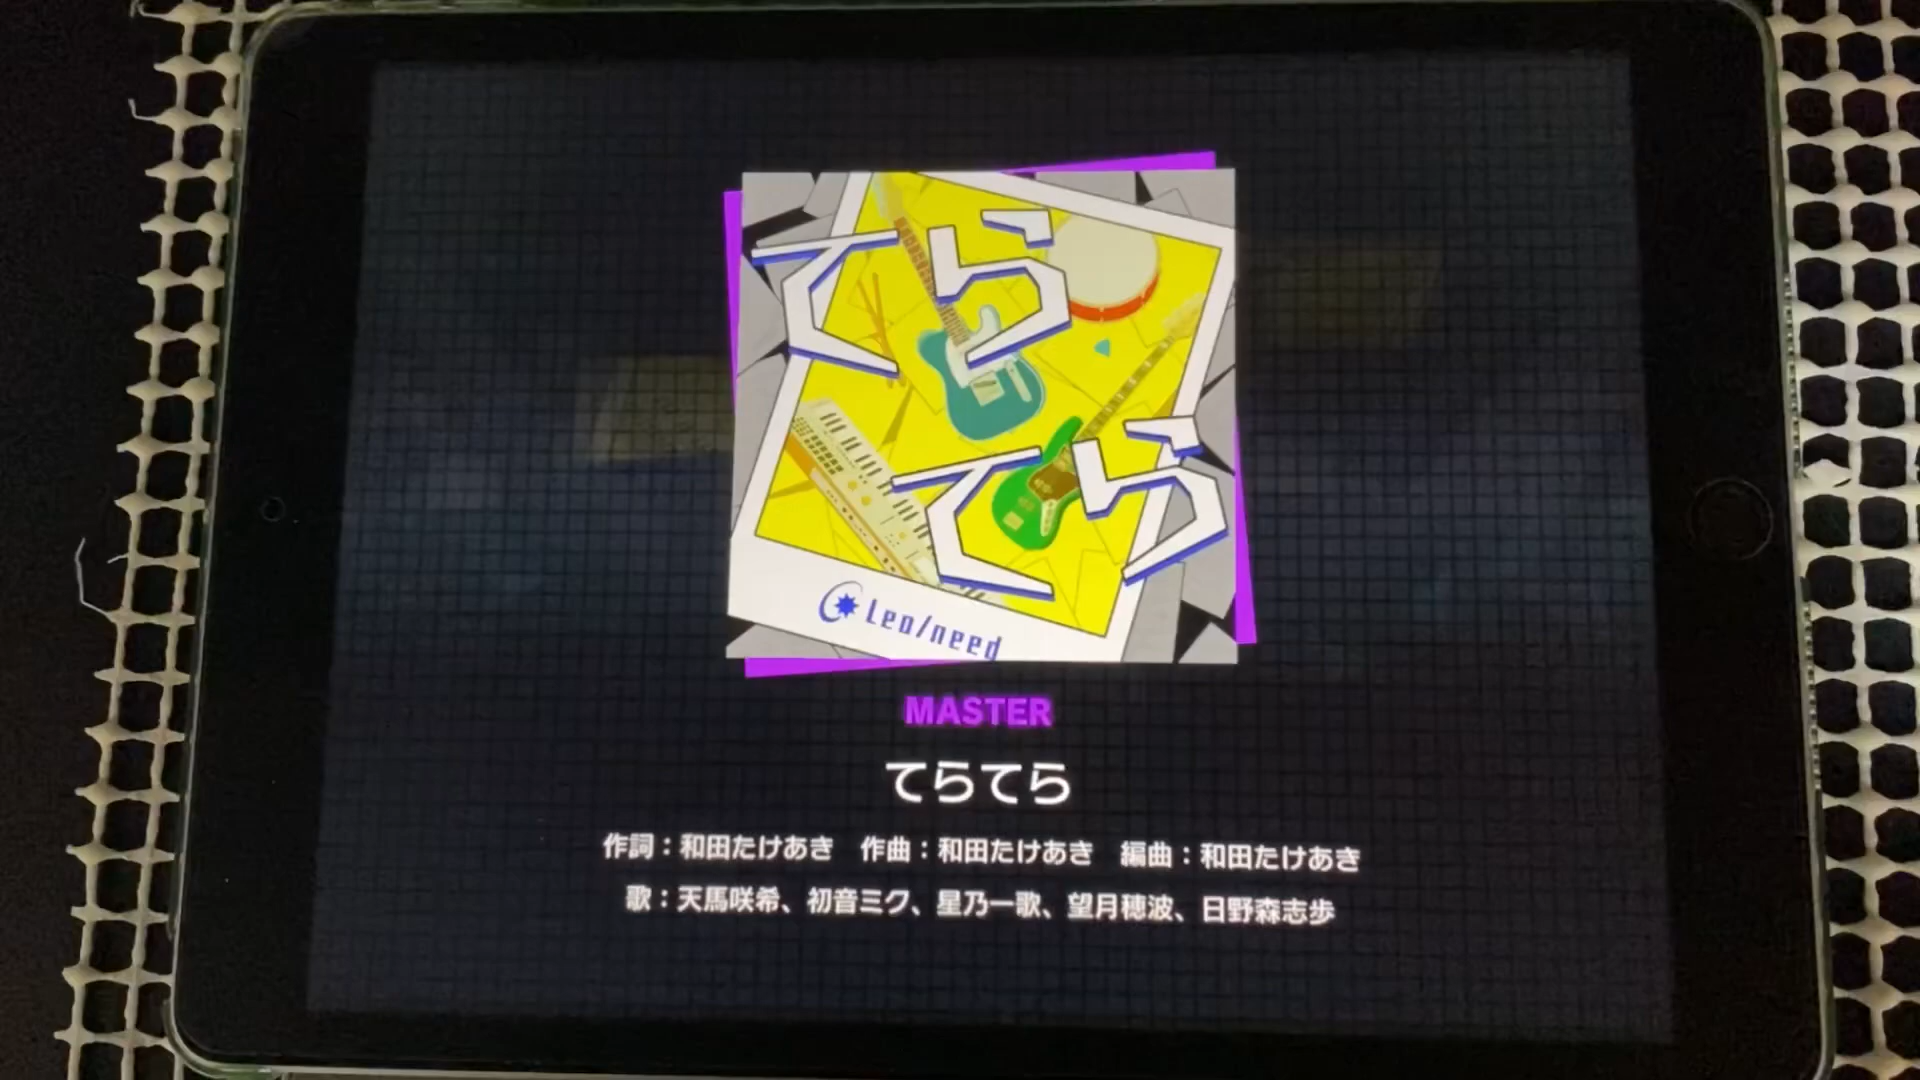 てら
てら
Leo/need
MASTER
てらてら
作詞：和田たけあき　作曲：和田たけあき　編曲：和田たけあき
歌：天馬咲希、初音ミク、星乃一歌、望月穂波、日野森志歩